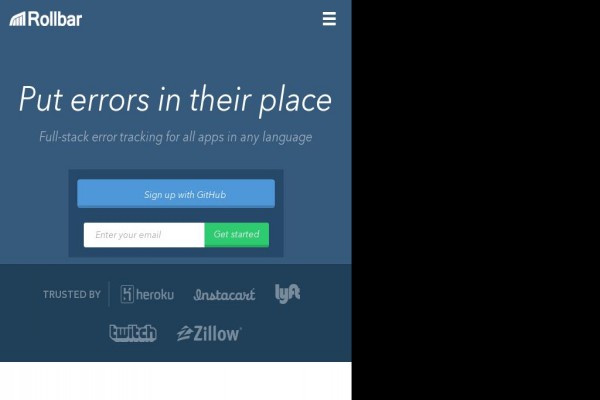 Rollbar
Put errors in their place
Full-stack error tracking for all apps in any language
Sign up with GitHub
Enter your email
Get started
TRUSTED BY
heroku
Instacart
lyft
twitch
Zillow